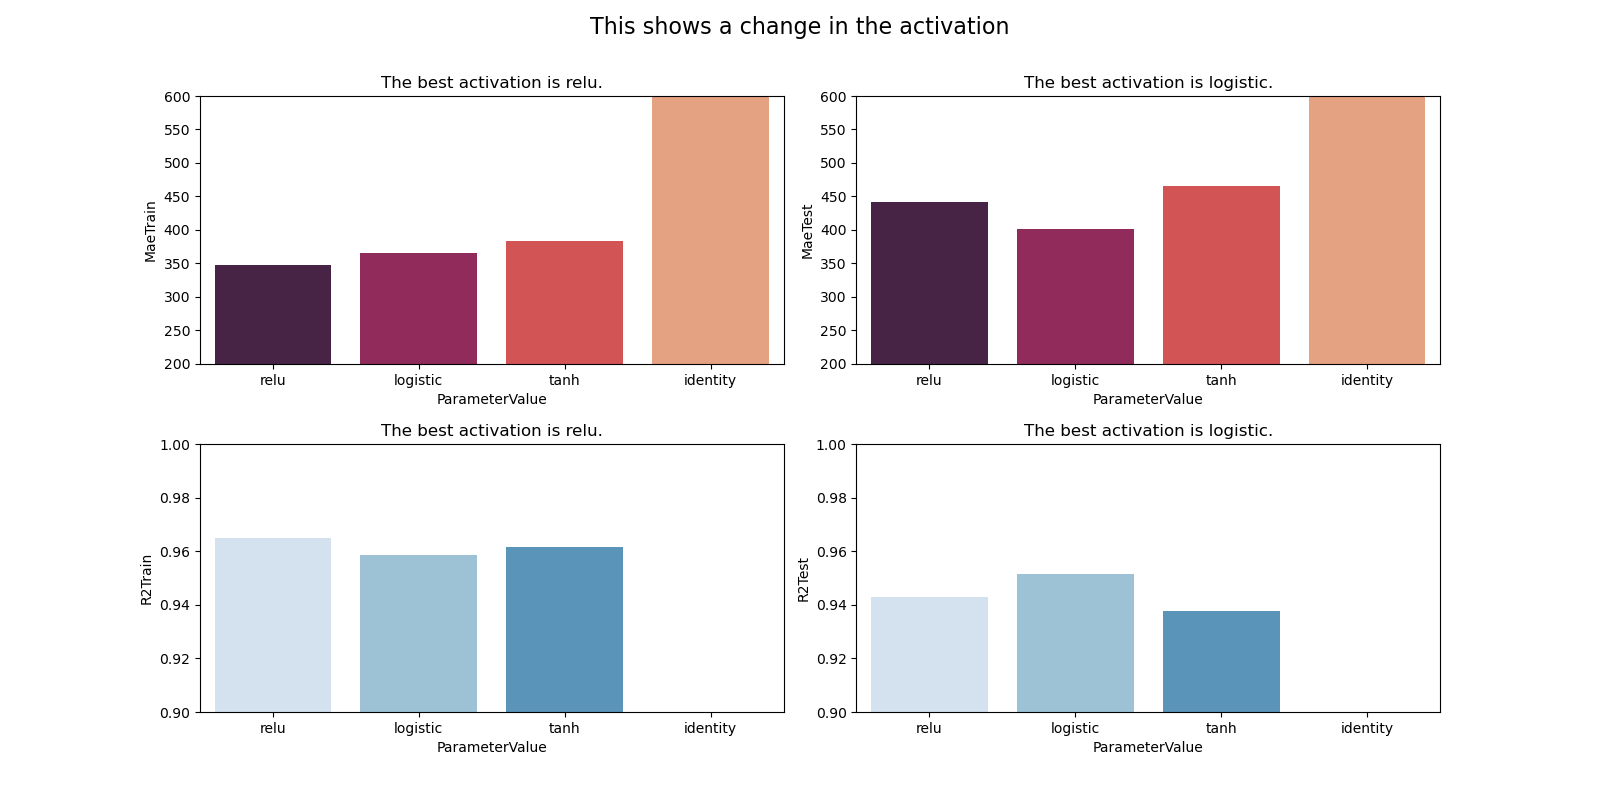 This shows a change in the activation
The best activation is relu.
600
550
500
450
400
350
300
250
200
MaeTrain
relu logistic tanh identity
ParameterValue
The best activation is logistic.
600
550
500
450
400
350
300
250
200
MaeTest
relu logistic tanh identity
ParameterValue
The best activation is relu.
1.00
0.98
0.96
0.94
0.92
0.90
R2Train
relu logistic tanh identity
ParameterValue
The best activation is logistic.
1.00
0.98
0.96
0.94
0.92
0.90
R2Test
relu logistic tanh identity
ParameterValue